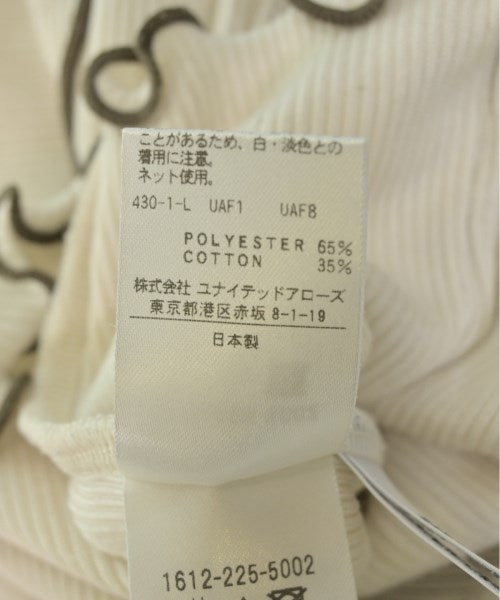 ことがあるため、白・淡色との
着用に注意。
ネット使用。
430-1-L UAF1 UAF8
POLYESTER 65%
COTTON 35%
株式会社 ユナイテッドアローズ
東京都港区赤坂 8-1-19
日本製
1612-225-5002